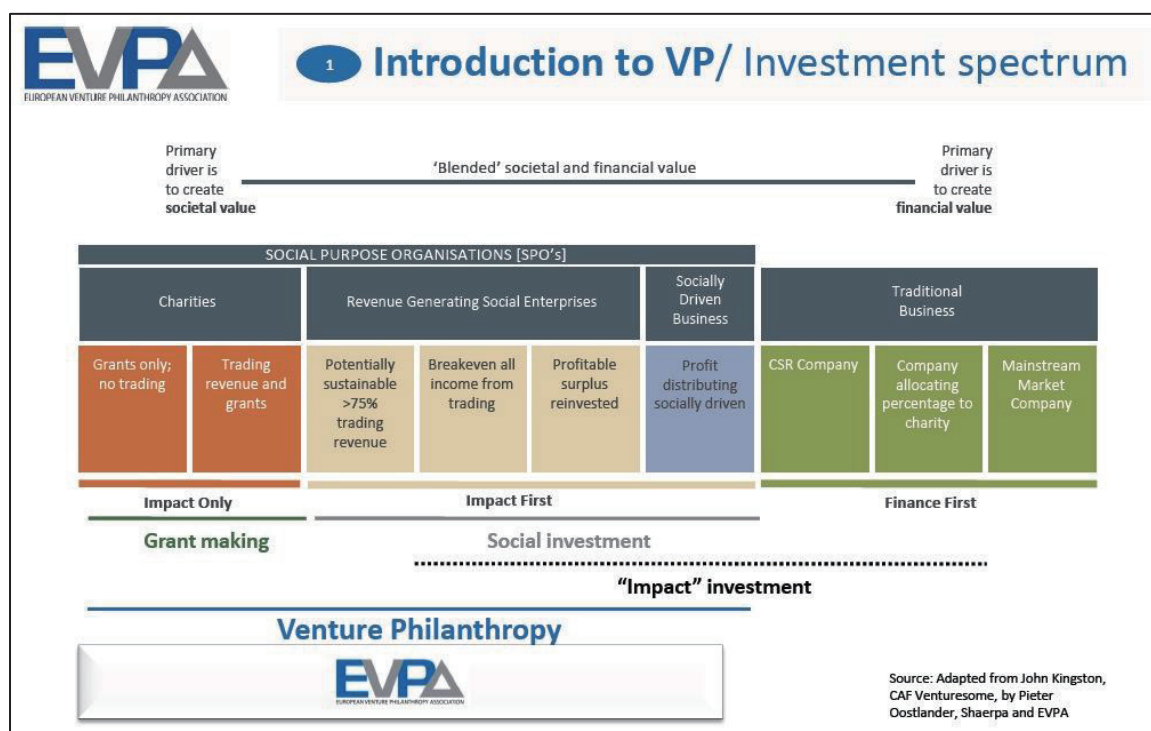 EVPA
EUROPEAN VENTURE PHILANTHROPY ASSOCIATION
1 Introduction to VP/ Investment spectrum
Primary
driver is
to create
societal value
'Blended' societal and financial value
Primary
driver is
to create
financial value
SOCIAL PURPOSE ORGANISATIONS [SPO's]
Charities
Revenue Generating Social Enterprises
Socially
Driven
Business
Traditional
Business
Grants only;
no trading
Trading
revenue and
grants
Potentially
sustainable
>75%
trading
revenue
Breakeven all
income from
trading
Profitable
surplus
reinvested
Profit
distributing
socially driven
CSR Company
Company
allocating
percentage to
charity
Mainstream
Market
Company
Impact Only
Impact First
Finance First
Grant making
Social investment
“Impact” investment
Venture Philanthropy
EVPA
EUROPEAN VENTURE PHILANTHROPY ASSOCIATION
Source: Adapted from John Kingston,
CAF Venturesome, by Pieter
Oostlander, Shaerpa and EVPA